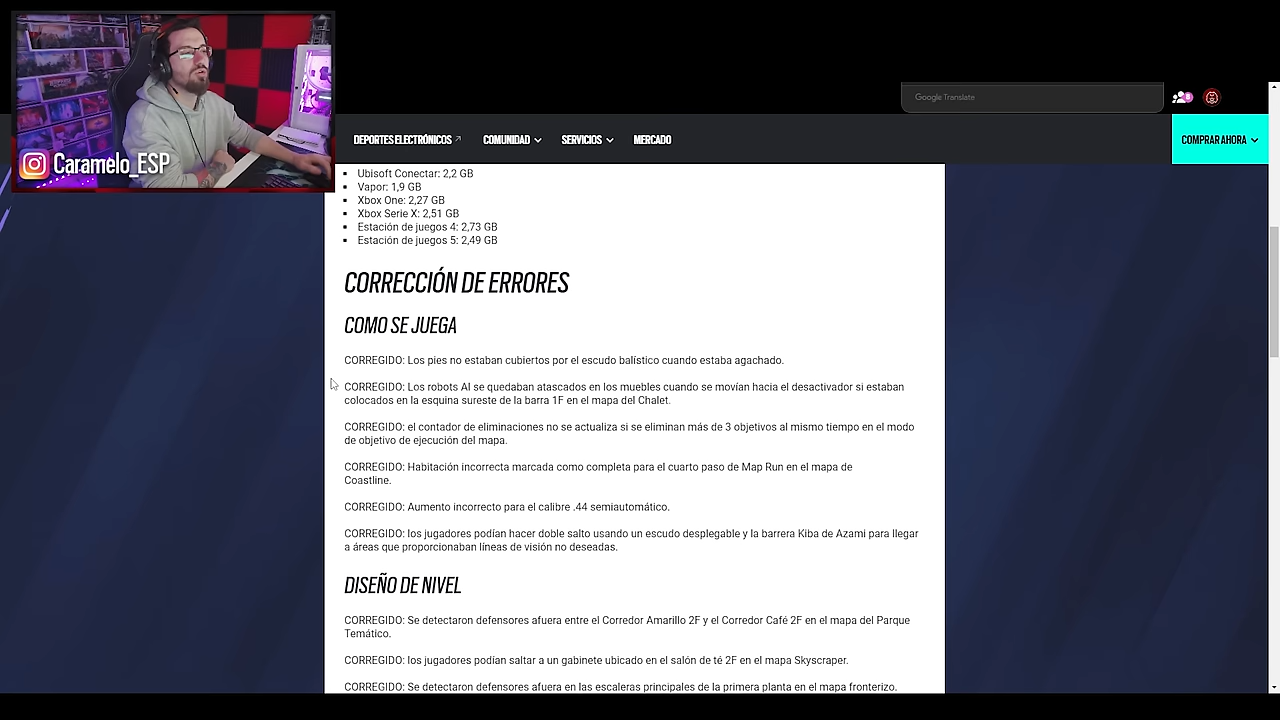 Caramelo_ESP
Google Translate
DEPORTES ELECTRÓNICOS
COMUNIDAD
SERVICIOS
MERCADO
COMPRAR AHORA
▪ Ubisoft Conectar: 2,2 GB
▪ Vapor: 1,9 GB
▪ Xbox One: 2,27 GB
▪ Xbox Serie X: 2,51 GB
▪ Estación de juegos 4: 2,73 GB
▪ Estación de juegos 5: 2,49 GB
CORRECCIÓN DE ERRORES
COMO SE JUEGA
CORREGIDO: Los pies no estaban cubiertos por el escudo balístico cuando estaba agachado.
CORREGIDO: Los robots AI se quedaban atascados en los muebles cuando se movían hacia el desactivador si estaban
colocados en la esquina sureste de la barra 1F en el mapa del Chalet.
CORREGIDO: el contador de eliminaciones no se actualiza si se eliminan más de 3 objetivos al mismo tiempo en el modo
de objetivo de ejecución del mapa.
CORREGIDO: Habitación incorrecta marcada como completa para el cuarto paso de Map Run en el mapa de
Coastline.
CORREGIDO: Aumento incorrecto para el calibre .44 semiautomático.
CORREGIDO: los jugadores podían hacer doble salto usando un escudo desplegable y la barrera Kiba de Azami para llegar
a áreas que proporcionaban líneas de visión no deseadas.
DISEÑO DE NIVEL
CORREGIDO: Se detectaron defensores afuera entre el Corredor Amarillo 2F y el Corredor Café 2F en el mapa del Parque
Temático.
CORREGIDO: los jugadores podían saltar a un gabinete ubicado en el salón de té 2F en el mapa Skyscraper.
CORREGIDO: Se detectaron defensores afuera en las escaleras principales de la primera planta en el mapa fronterizo.